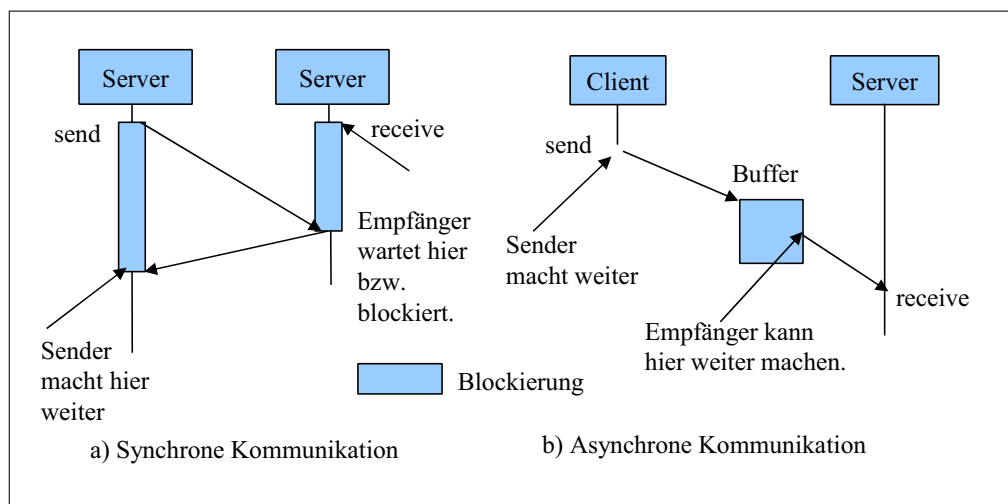 Server
Server
send
receive
Empfänger
wartet hier
bzw.
blockiert.
Sender
macht hier
weiter
a) Synchrone Kommunikation
Blockierung
Client
Server
send
Buffer
Sender
macht weiter
receive
Empfänger kann
hier weiter machen.
b) Asynchrone Kommunikation